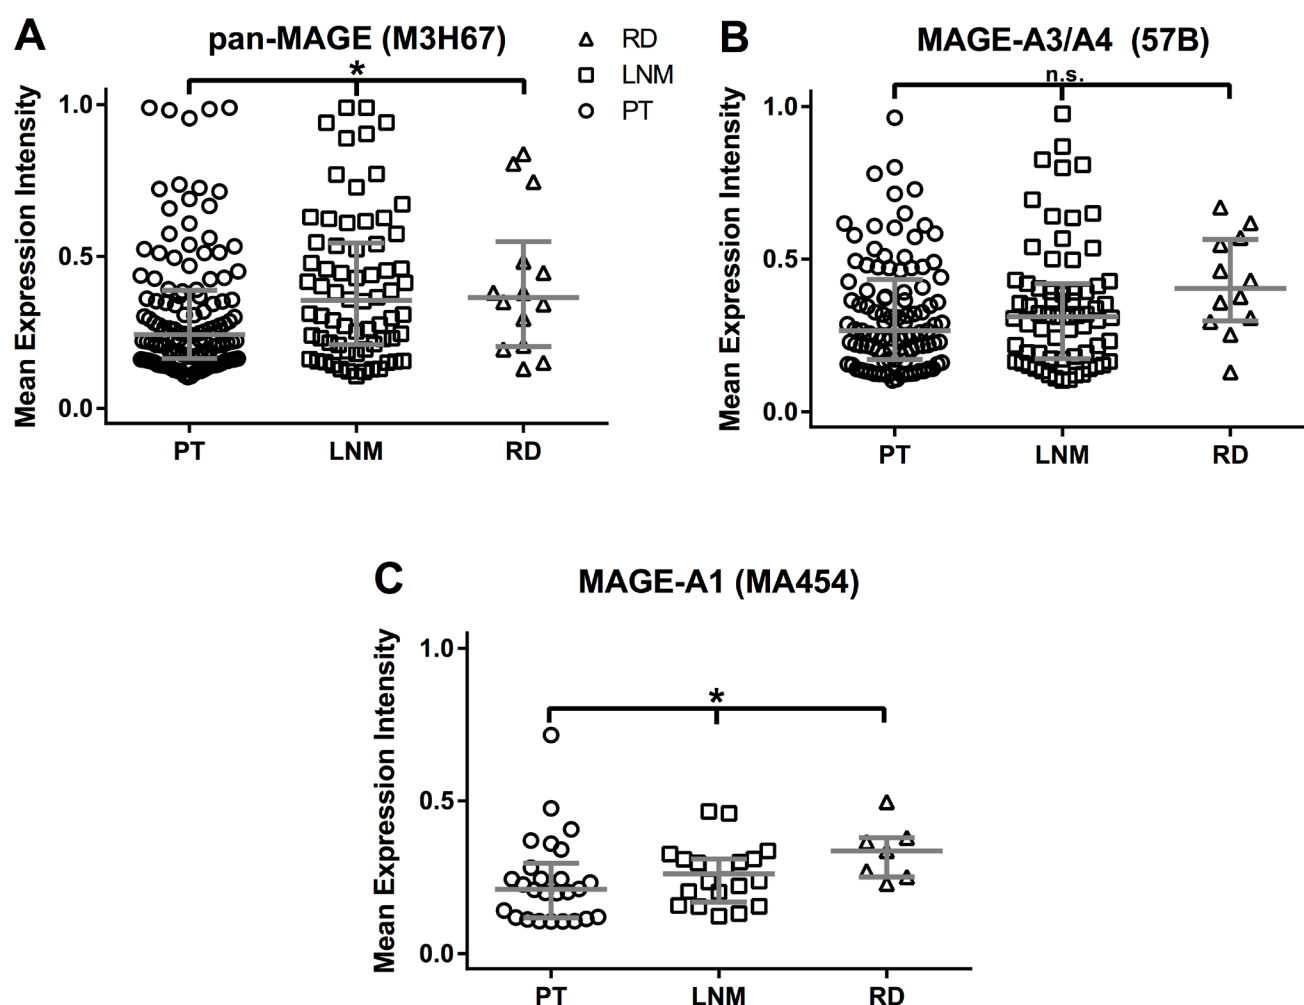 A
pan-MAGE (M3H67)
*
RD
LNM
PT
Mean Expression Intensity
1.0
0.5
0.0
PT
LNM
RD
B
MAGE-A3/A4 (57B)
n.s.
Mean Expression Intensity
1.0
0.5
0.0
PT
LNM
RD
C
MAGE-A1 (MA454)
*
Mean Expression Intensity
1.0
0.5
0.0
PT
LNM
RD